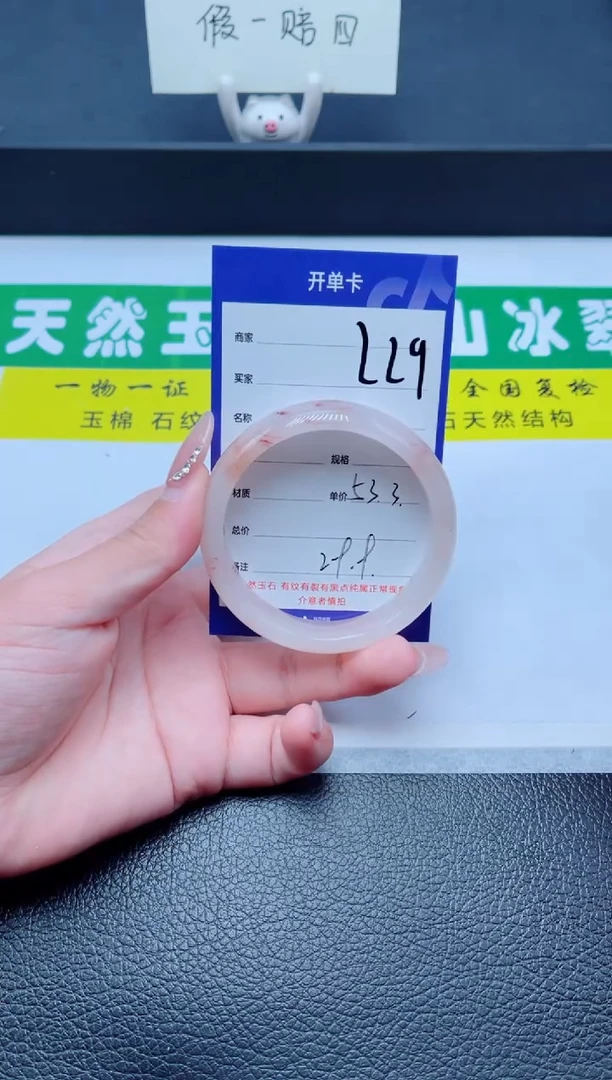 假一赔四
开单卡
天然玉 山冰翠
商家
229
买家
一物一证 全国复检
玉棉 石纹 石天然结构
名称
规格
材质 单价 53.3
总价
备注 29.9
然玉石 有纹有裂有黑点纯属正常现象
介意者慎拍